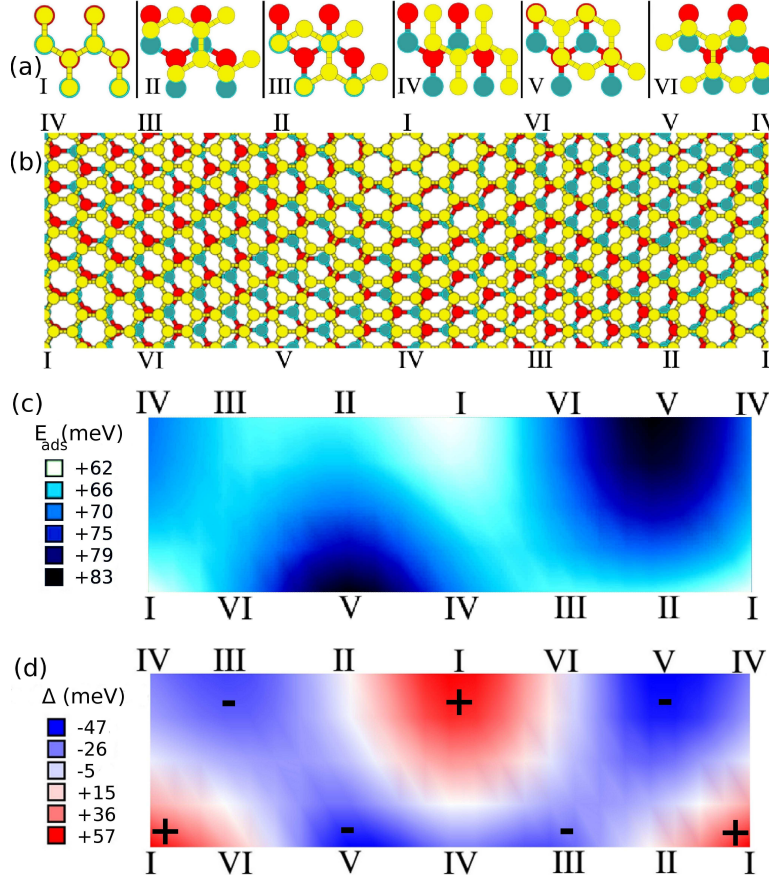 (a) I II III IV V VI
IV III II I VI V IV
(b)
I VI V IV III II I
(c) IV III II I VI V IV
E_ads (meV)
+62
+66
+70
+75
+79
+83
I VI V IV III II I
(d) IV III II I VI V IV
Δ (meV)
-47
-26
-5
+15
+36
+57
- + -
+ - - +
I VI V IV III II I